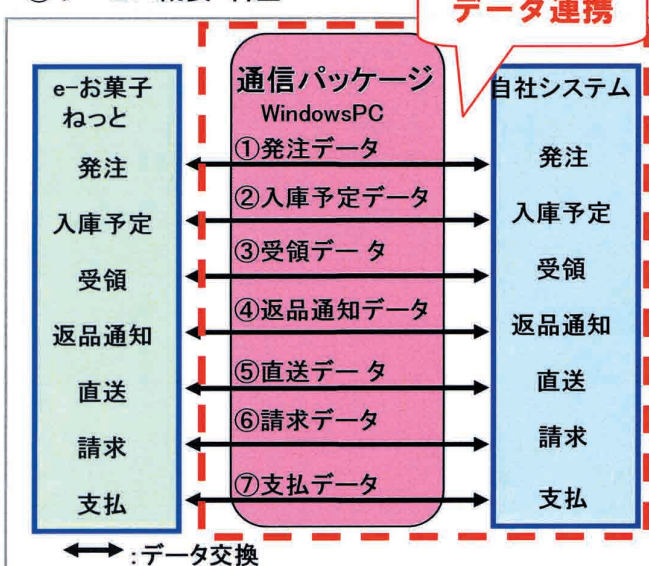 データ連携
e-お菓子
ねっと
発注
入庫予定
受領
返品通知
直送
請求
支払
通信パッケージ
WindowsPC
①発注データ
②入庫予定データ
③受領データ
④返品通知データ
⑤直送データ
⑥請求データ
⑦支払データ
自社システム
発注
入庫予定
受領
返品通知
直送
請求
支払
:データ交換